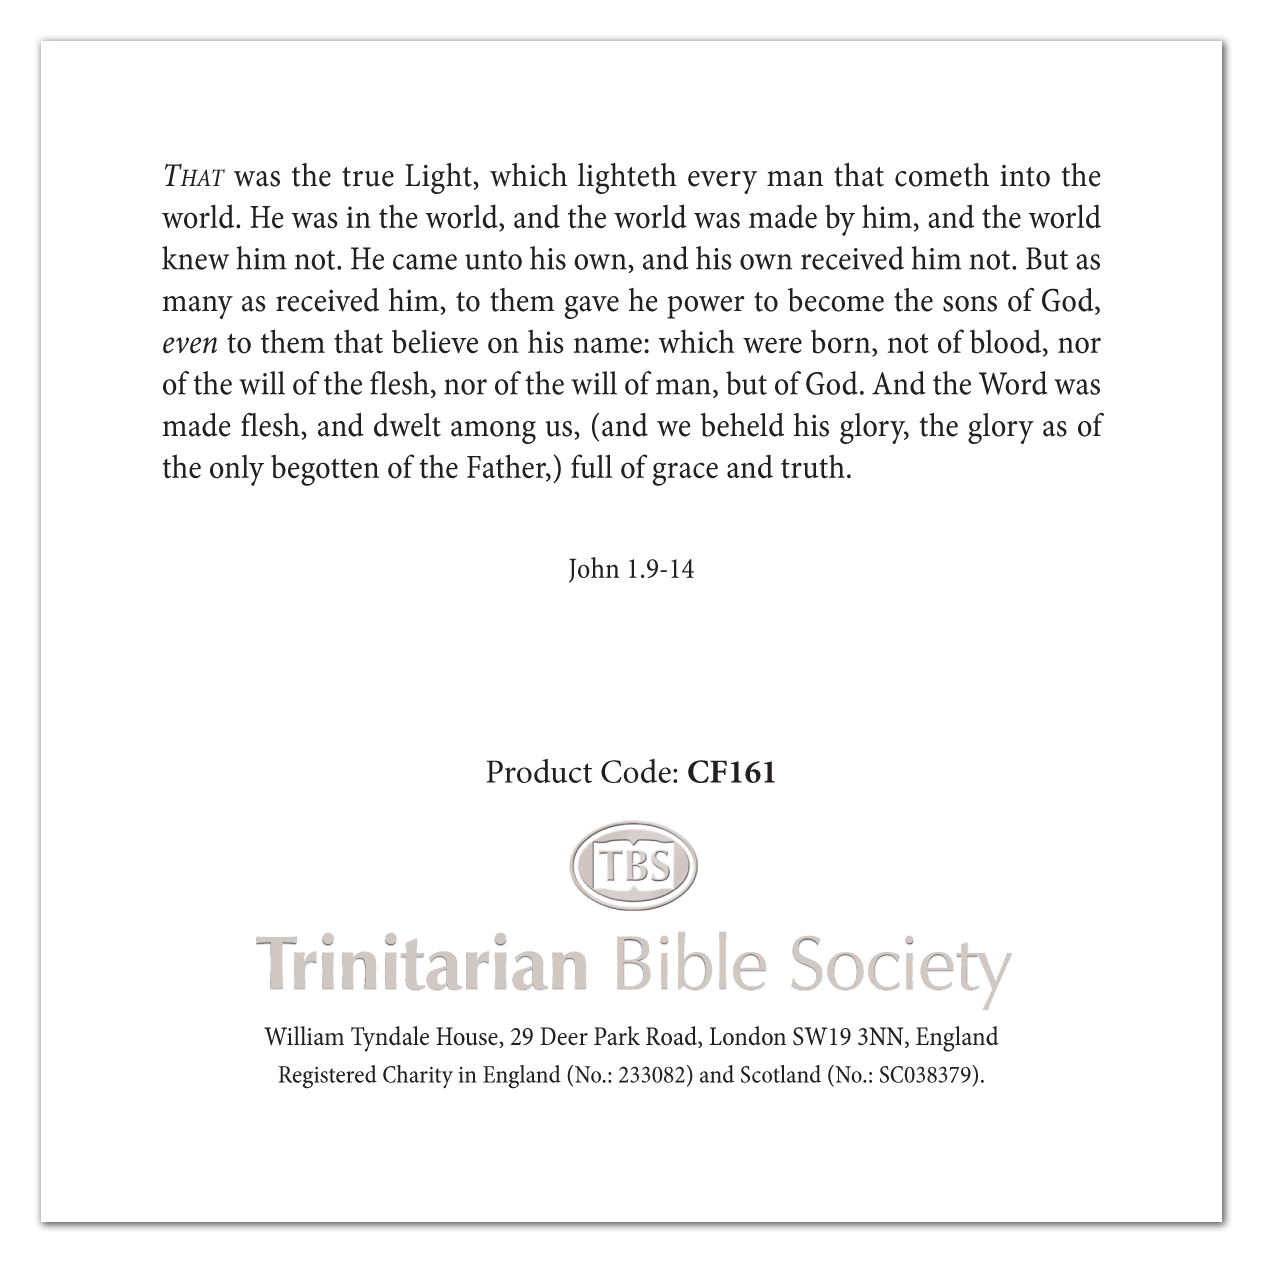 THAT was the true Light, which lighteth every man that cometh into the
world. He was in the world, and the world was made by him, and the world
knew him not. He came unto his own, and his own received him not. But as
many as received him, to them gave he power to become the sons of God,
even to them that believe on his name: which were born, not of blood, nor
of the will of the flesh, nor of the will of man, but of God. And the Word was
made flesh, and dwelt among us, (and we beheld his glory, the glory as of
the only begotten of the Father,) full of grace and truth.
John 1.9-14
Product Code: CF161
TBS
Trinitarian Bible Society
William Tyndale House, 29 Deer Park Road, London SW19 3NN, England
Registered Charity in England (No.: 233082) and Scotland (No.: SC038379).